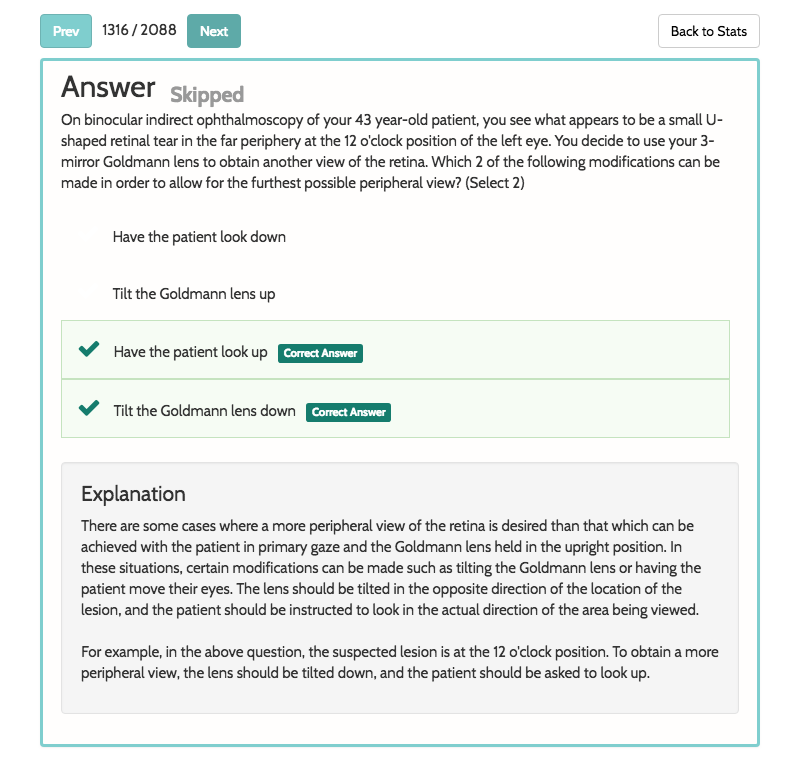 Prev 1316 / 2088 Next Back to Stats
Answer Skipped
On binocular indirect ophthalmoscopy of your 43 year-old patient, you see what appears to be a small U-
shaped retinal tear in the far periphery at the 12 o'clock position of the left eye. You decide to use your 3-
mirror Goldmann lens to obtain another view of the retina. Which 2 of the following modifications can be
made in order to allow for the furthest possible peripheral view? (Select 2)
Have the patient look down
Tilt the Goldmann lens up
Have the patient look up Correct Answer
Tilt the Goldmann lens down Correct Answer
Explanation
There are some cases where a more peripheral view of the retina is desired than that which can be
achieved with the patient in primary gaze and the Goldmann lens held in the upright position. In
these situations, certain modifications can be made such as tilting the Goldmann lens or having the
patient move their eyes. The lens should be tilted in the opposite direction of the location of the
lesion, and the patient should be instructed to look in the actual direction of the area being viewed.
For example, in the above question, the suspected lesion is at the 12 o'clock position. To obtain a more
peripheral view, the lens should be tilted down, and the patient should be asked to look up.